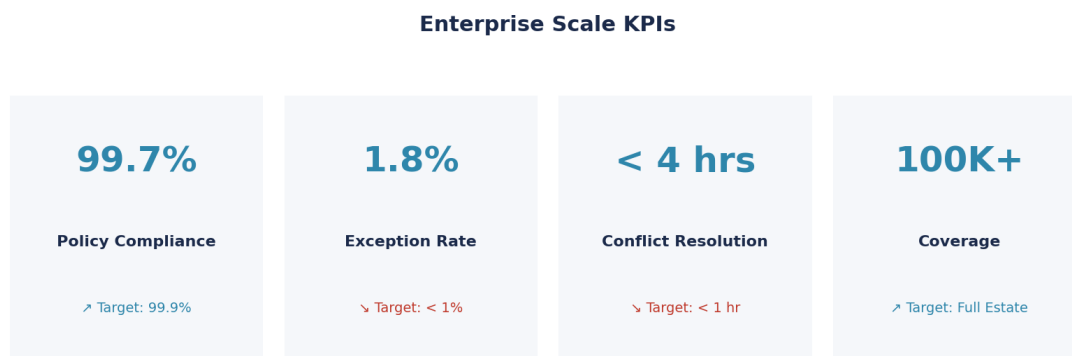 Enterprise Scale KPIs
99.7%
Policy Compliance
↗ Target: 99.9%
1.8%
Exception Rate
↘ Target: < 1%
< 4 hrs
Conflict Resolution
↘ Target: < 1 hr
100K+
Coverage
↗ Target: Full Estate